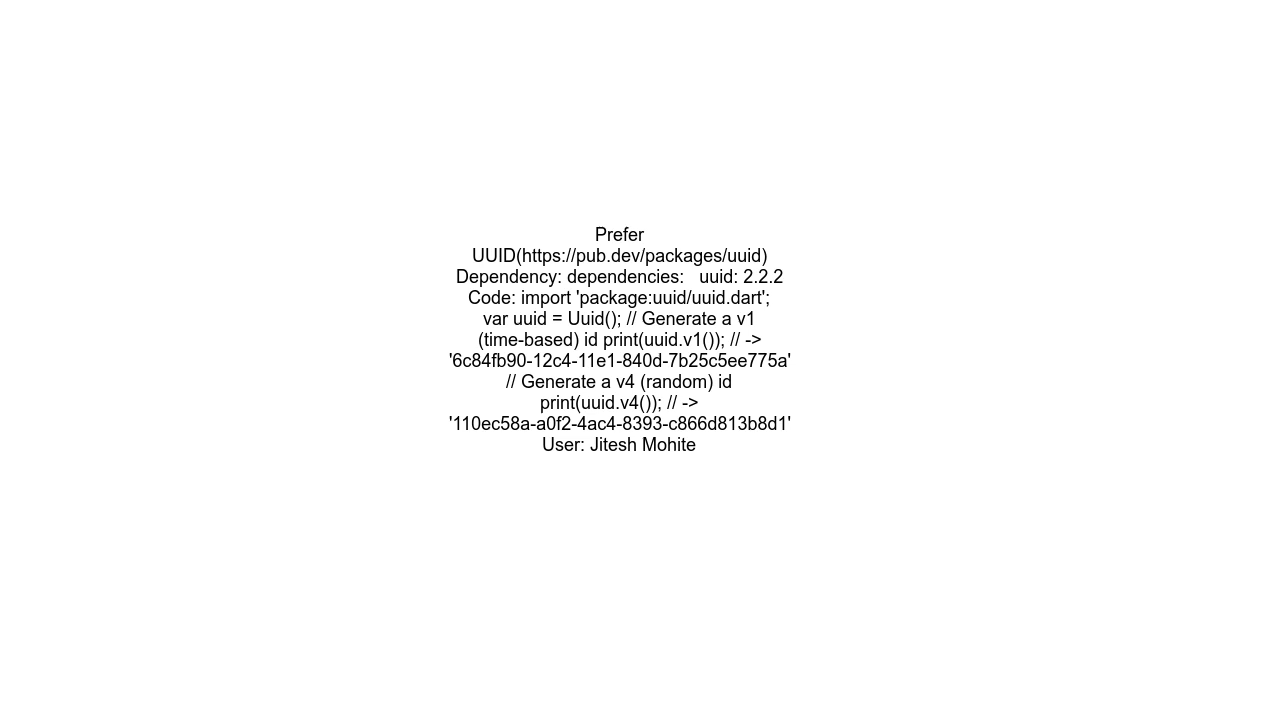 Prefer
UUID(https://pub.dev/packages/uuid)
Dependency: dependencies:   uuid: 2.2.2
Code: import 'package:uuid/uuid.dart';
var uuid = Uuid(); // Generate a v1
(time-based) id print(uuid.v1()); // ->
'6c84fb90-12c4-11e1-840d-7b25c5ee775a'
// Generate a v4 (random) id
print(uuid.v4()); // ->
'110ec58a-a0f2-4ac4-8393-c866d813b8d1'
User: Jitesh Mohite